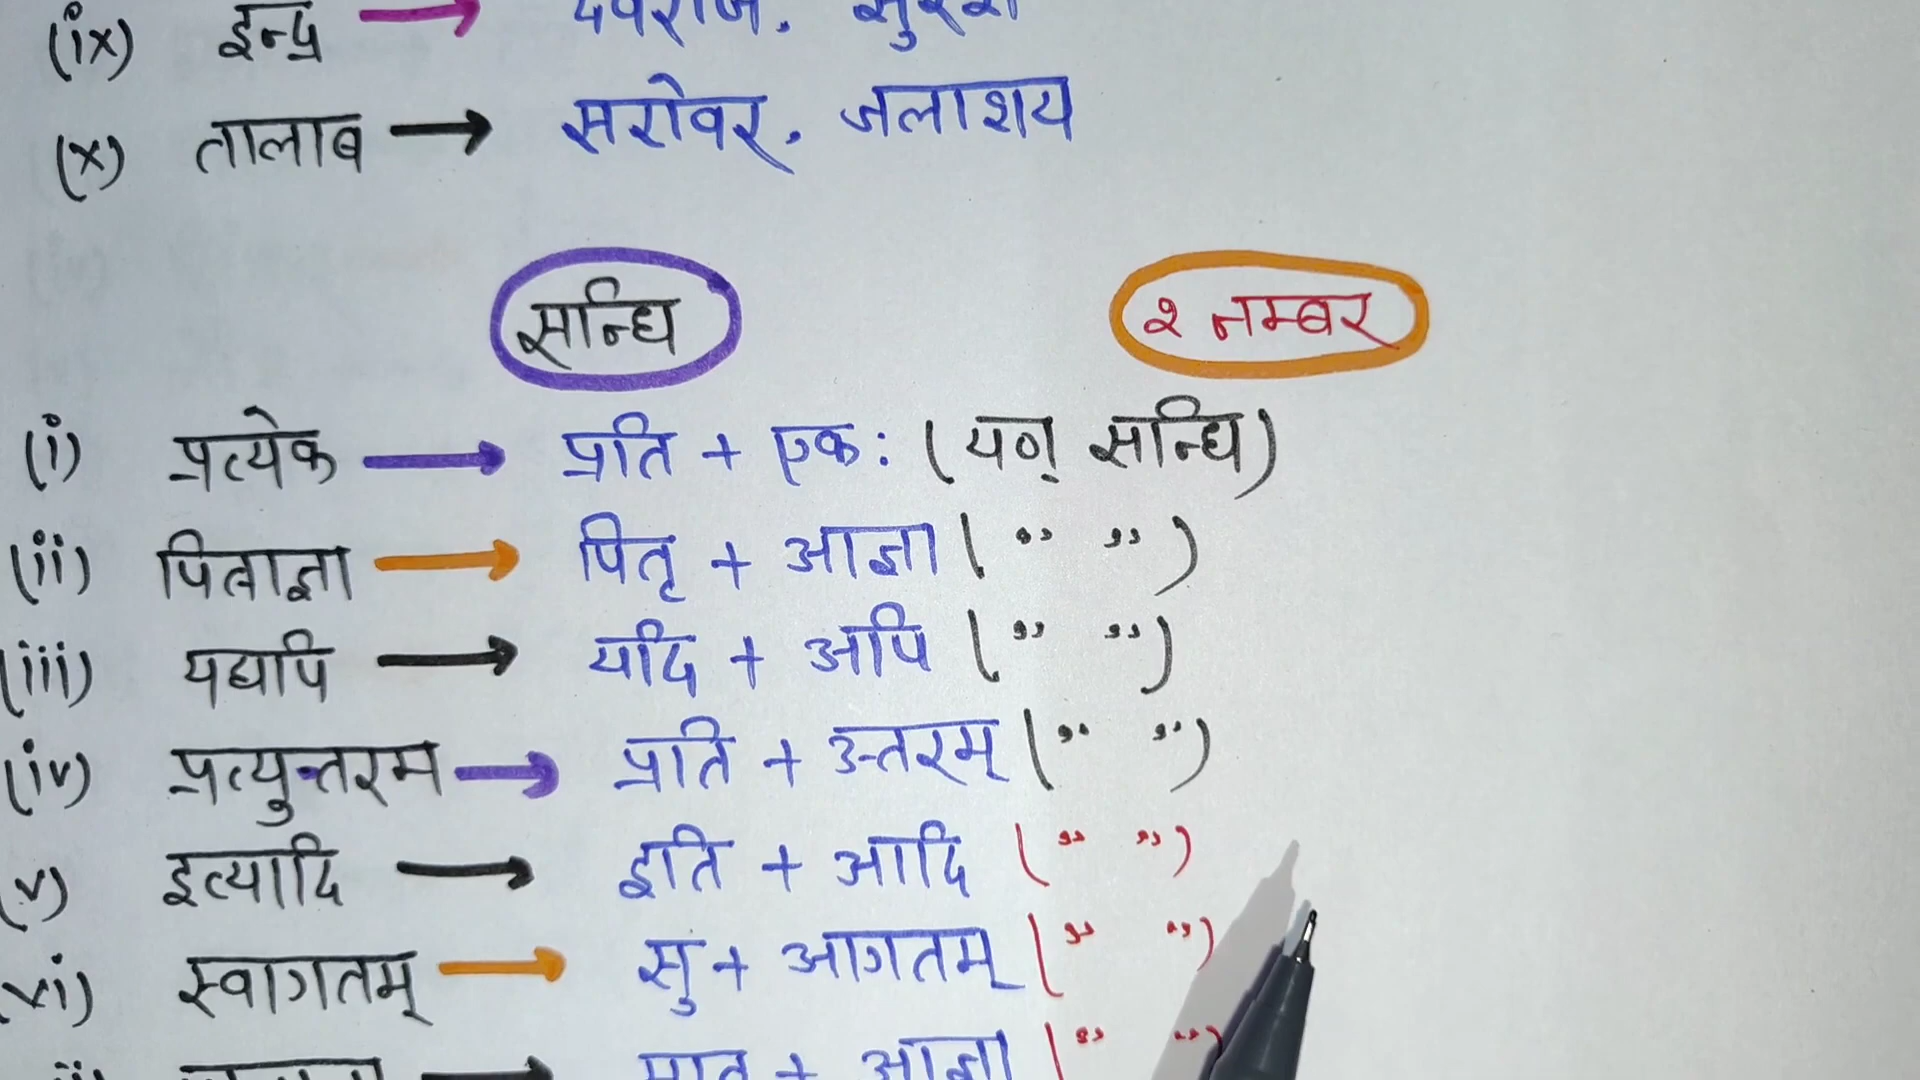 (ix) इन्द्र → देवराज, सुरेश
(x) तालाब → सरोवर, जलाशय
सन्धि
२ नम्बर
(i) प्रत्येक → प्रति + एक: (यण् सन्धि)
(ii) पित्राज्ञा → पितृ + आज्ञा ( " " )
(iii) यद्यपि → यदि + अपि ( " " )
(iv) प्रत्युत्तरम → प्रति + उत्तरम् ( " " )
(v) इत्यादि → इति + आदि ( " " )
(vi) स्वागतम् → सु + आगतम् ( " " )
+ आज्ञा ( " " )